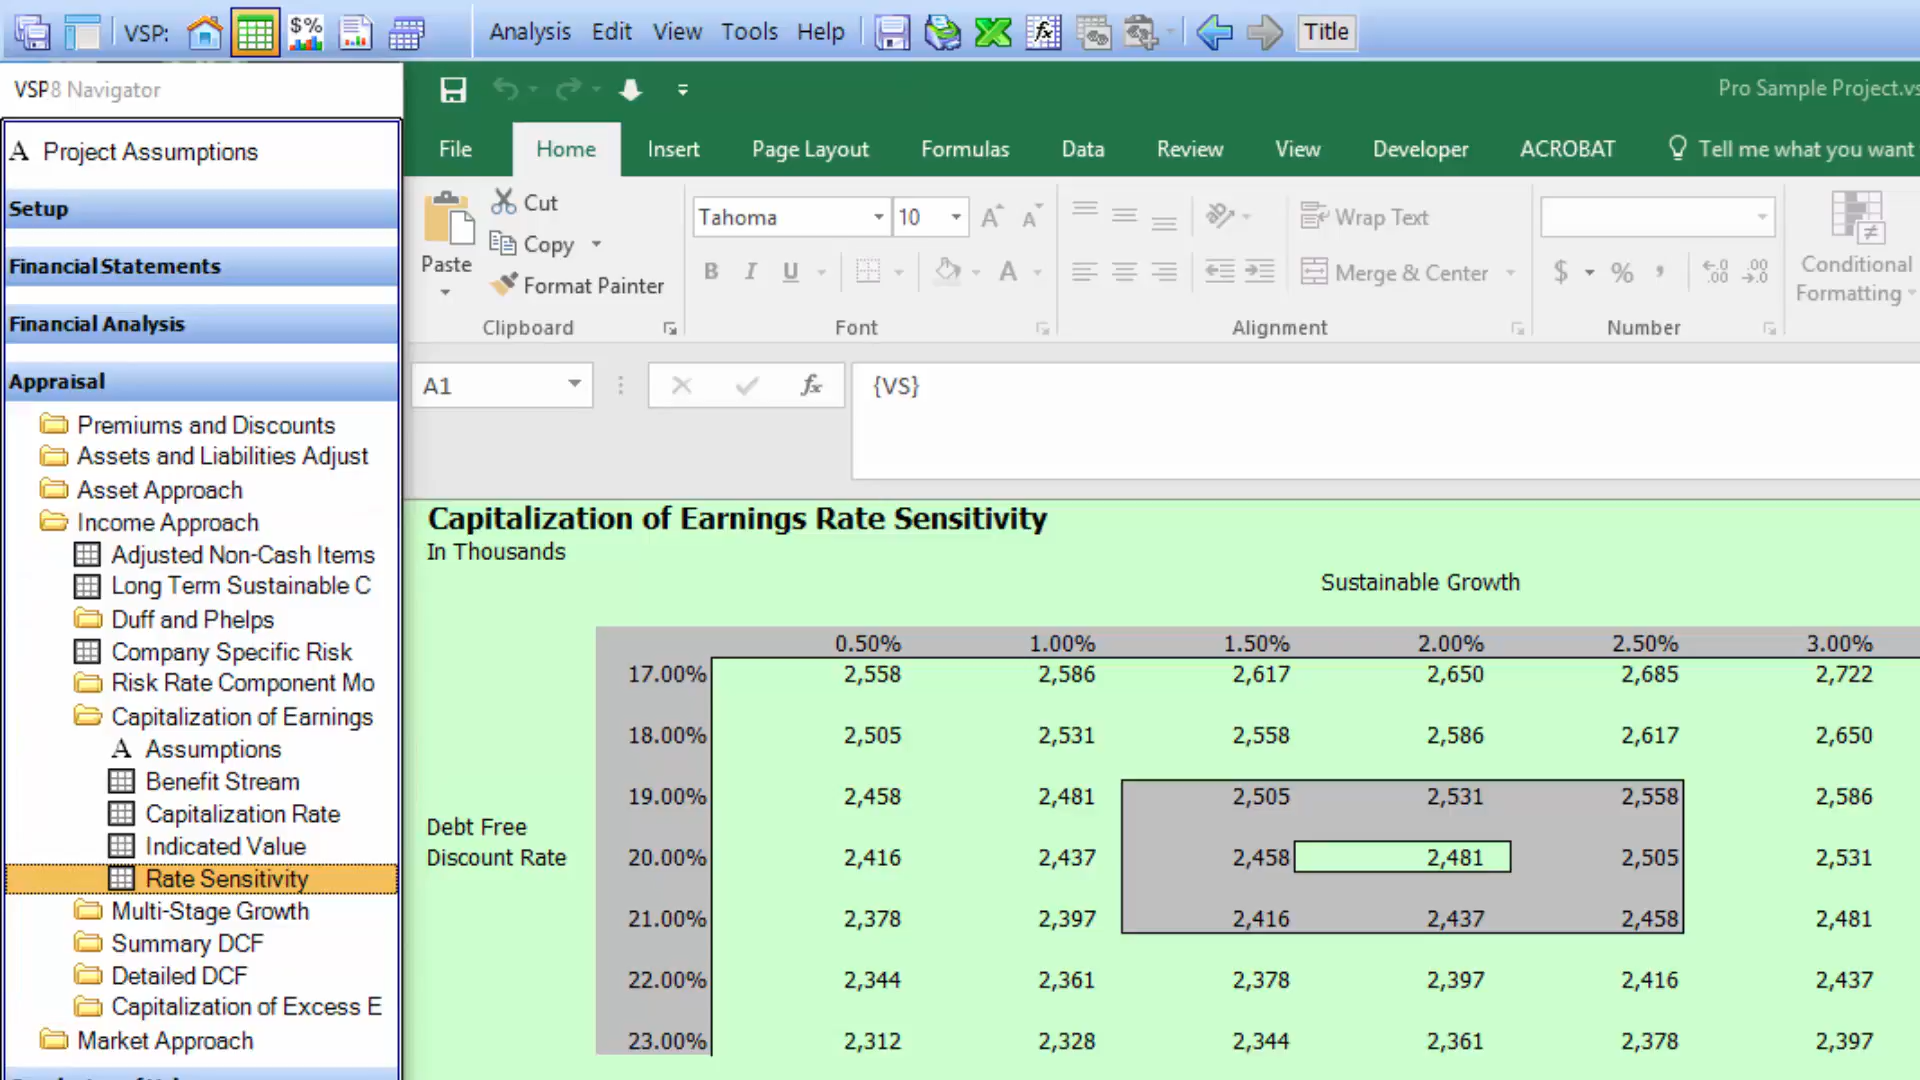 VSP: $% Analysis Edit View Tools Help fx Title
VSP8 Navigator
Pro Sample Project.vs
A Project Assumptions
Setup
Financial Statements
Financial Analysis
Appraisal
Premiums and Discounts
Assets and Liabilities Adjust
Asset Approach
Income Approach
Adjusted Non-Cash Items
Long Term Sustainable C
Duff and Phelps
Company Specific Risk
Risk Rate Component Mo
Capitalization of Earnings
A Assumptions
Benefit Stream
Capitalization Rate
Indicated Value
Rate Sensitivity
Multi-Stage Growth
Summary DCF
Detailed DCF
Capitalization of Excess E
Market Approach
File Home Insert Page Layout Formulas Data Review View Developer ACROBAT Tell me what you want
Paste
Cut
Copy
Format Painter
Clipboard
Tahoma 10 A A
B I U A
Font
Wrap Text
Merge & Center
Alignment
$ % ,
Number
Conditional
Formatting
A1 fx {VS}
Capitalization of Earnings Rate Sensitivity
In Thousands
Sustainable Growth
0.50% 1.00% 1.50% 2.00% 2.50% 3.00%
17.00% 2,558 2,586 2,617 2,650 2,685 2,722
18.00% 2,505 2,531 2,558 2,586 2,617 2,650
19.00% 2,458 2,481 2,505 2,531 2,558 2,586
Debt Free
Discount Rate 20.00% 2,416 2,437 2,458 2,481 2,505 2,531
21.00% 2,378 2,397 2,416 2,437 2,458 2,481
22.00% 2,344 2,361 2,378 2,397 2,416 2,437
23.00% 2,312 2,328 2,344 2,361 2,378 2,397